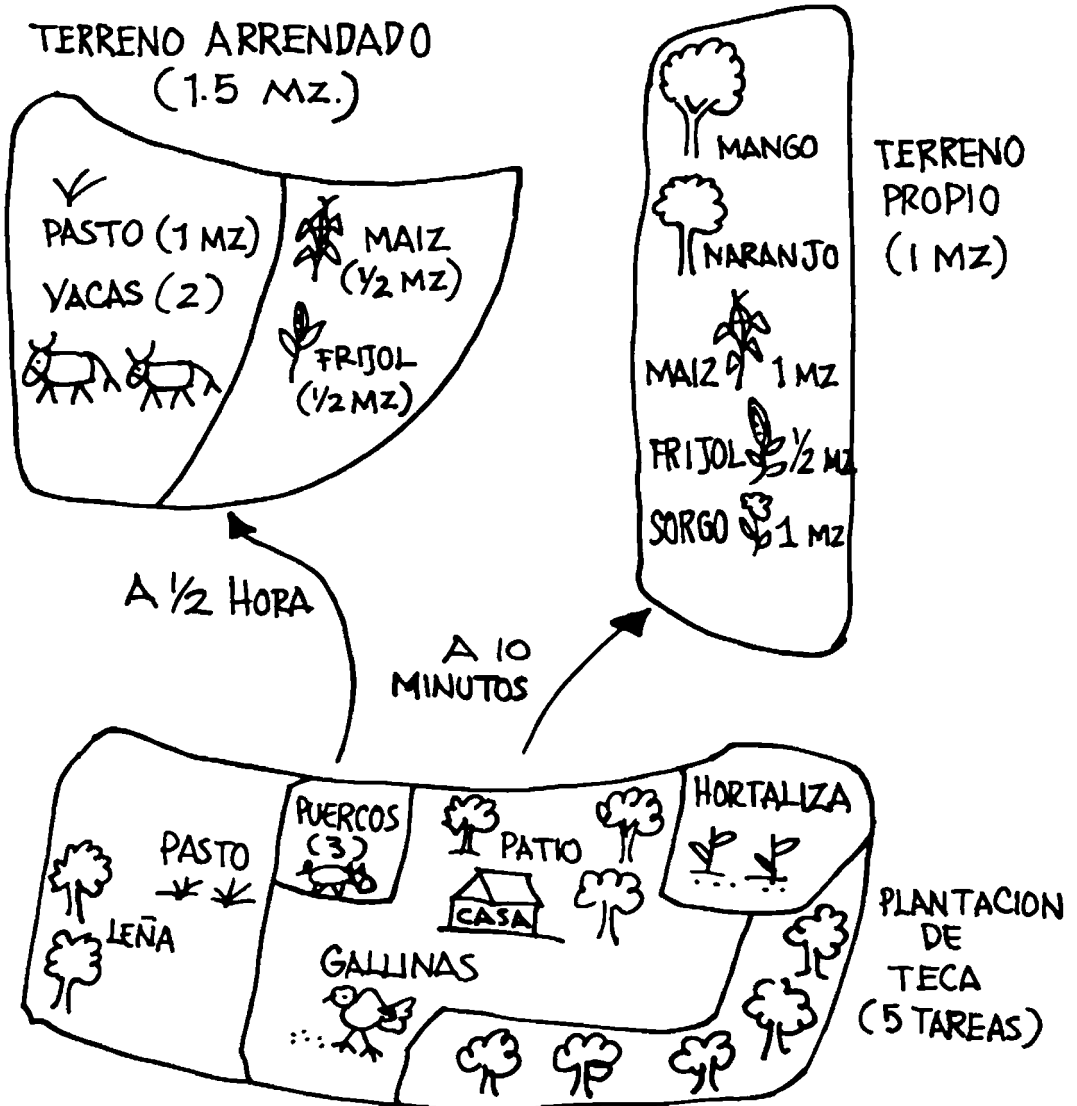 TERRENO ARRENDADO
(1.5 MZ.)
PASTO (1 MZ)
VACAS (2)
MAIZ
(1/2 MZ)
FRIJOL
(1/2 MZ)
MANGO
NARANJO
MAIZ 1 MZ
FRIJOL 1/2 MZ
SORGO 1 MZ
TERRENO
PROPIO
(1 MZ)
A 1/2 HORA
A 10
MINUTOS
PUERCOS
(3)
PASTO
LEÑA
PATIO
CASA
GALLINAS
HORTALIZA
PLANTACION
DE
TECA
(5 TAREAS)